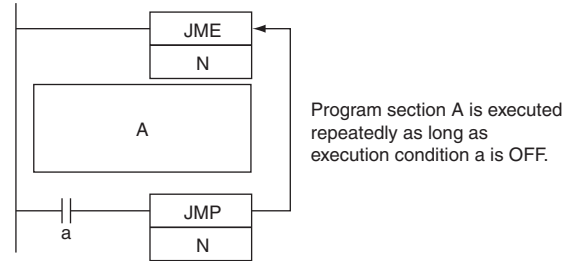 JME
N
A
Program section A is executed
repeatedly as long as
execution condition a is OFF.
JMP
N
a